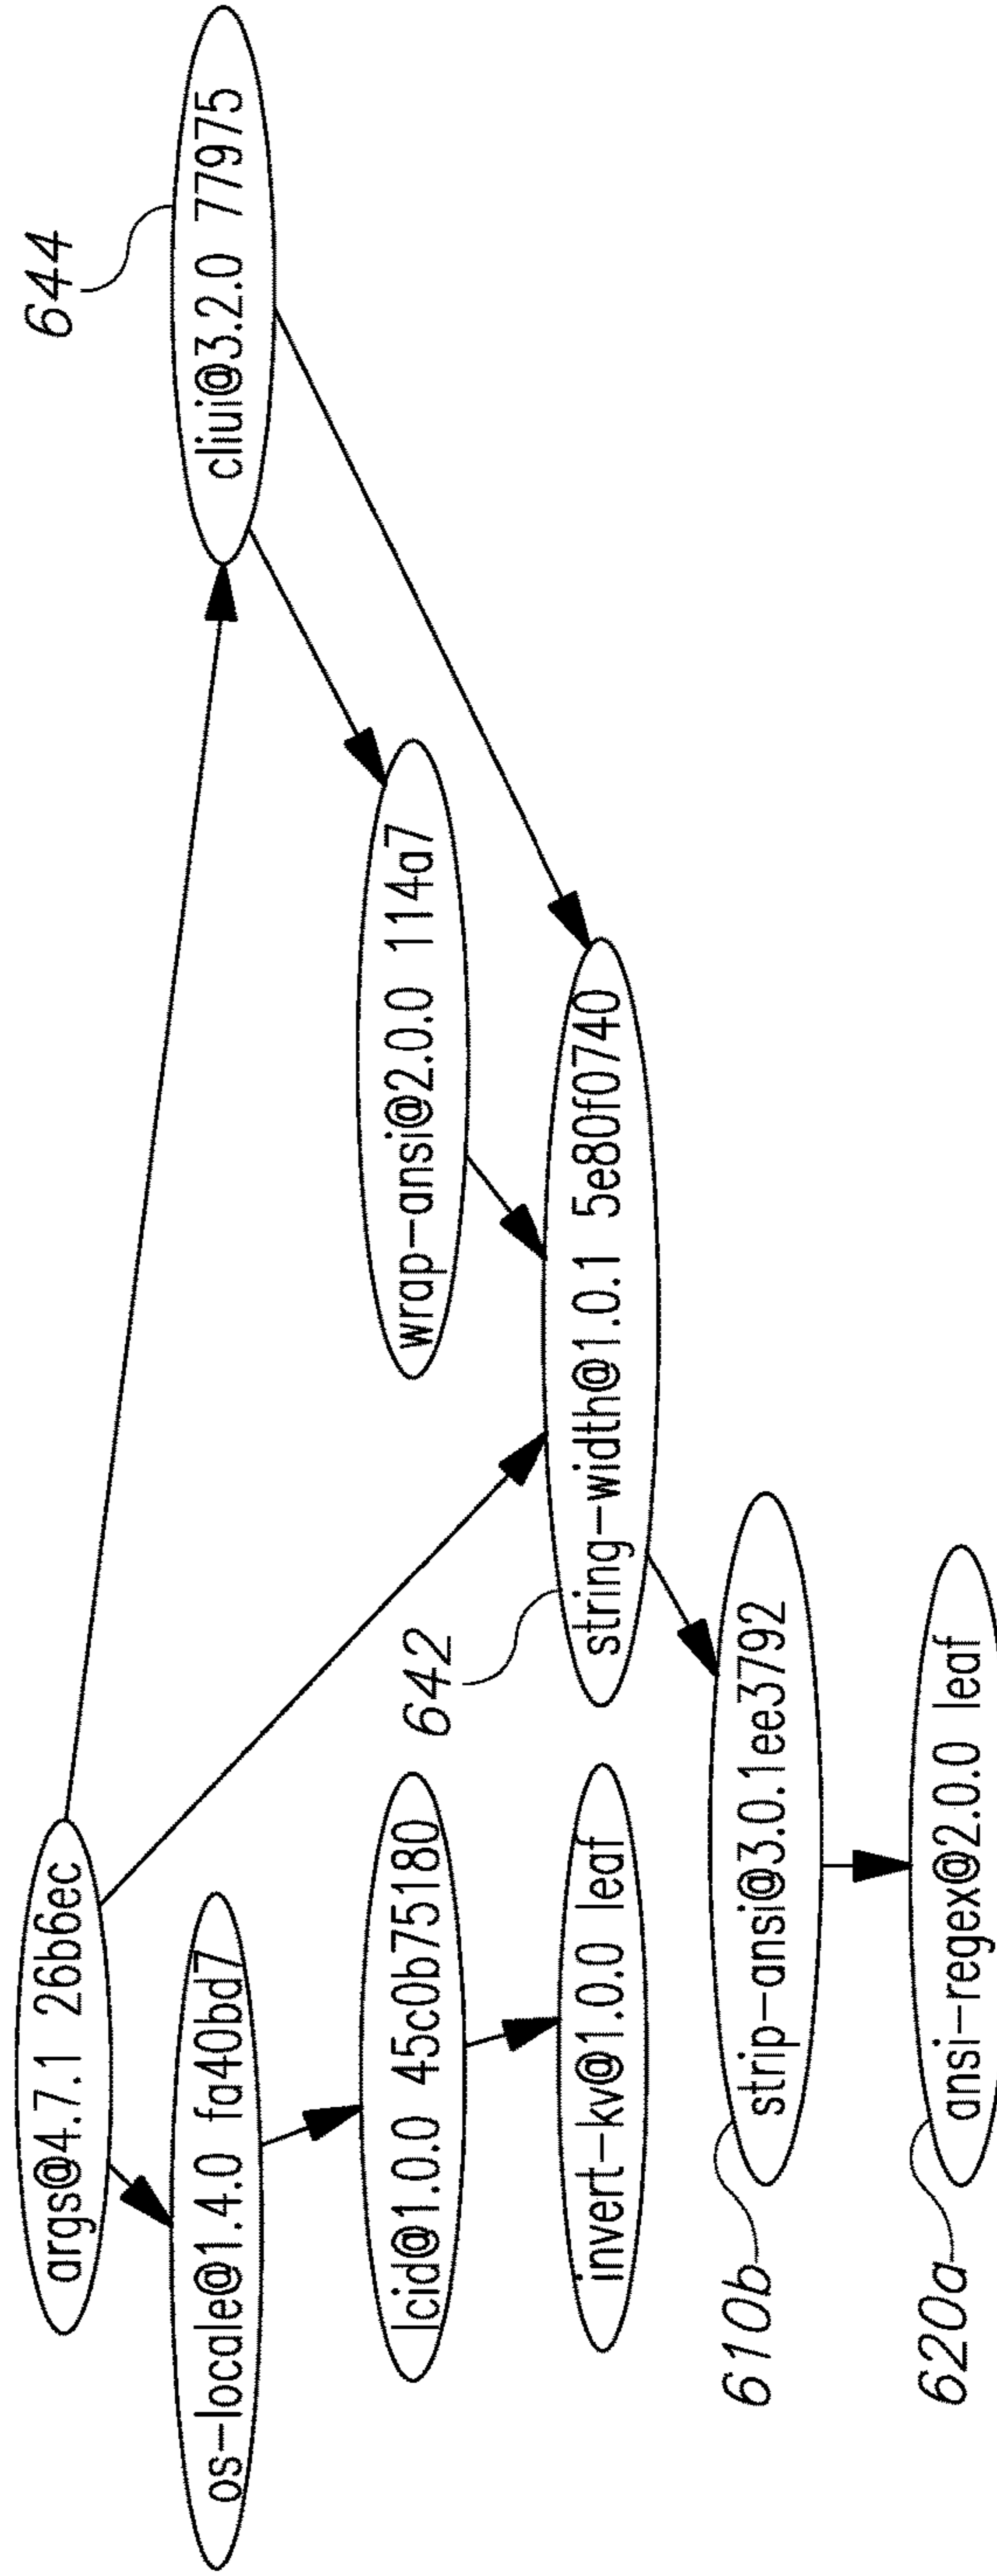 args@4.7.1 26b6ec
644
os-locale@1.4.0 fa40bd7
cliui@3.2.0 77975
lcid@1.0.0 45c0b75180
wrap-ansi@2.0.0 114a7
642
invert-kv@1.0.0 leaf
string-width@1.0.1 5e80f0740
610b
strip-ansi@3.0.1ee3792
620a
ansi-regex@2.0.0 leaf